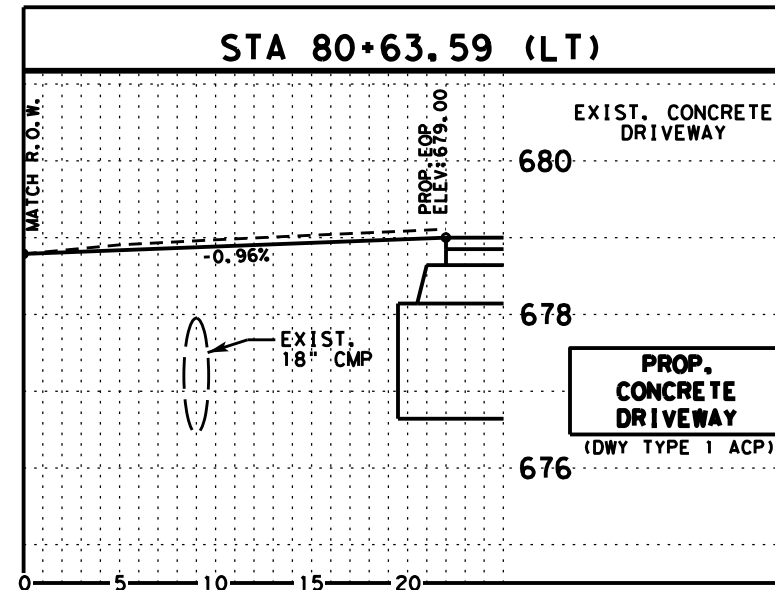 STA 80+63.59 (LT)
MATCH R.O.W.
PROP. EOP
ELEV: 679.00
EXIST. CONCRETE
DRIVEWAY
680
-0.96%
678
EXIST.
18" CMP
PROP.
CONCRETE
DRIVEWAY
(DWY TYPE 1 ACP)
676
0 5 10 15 20